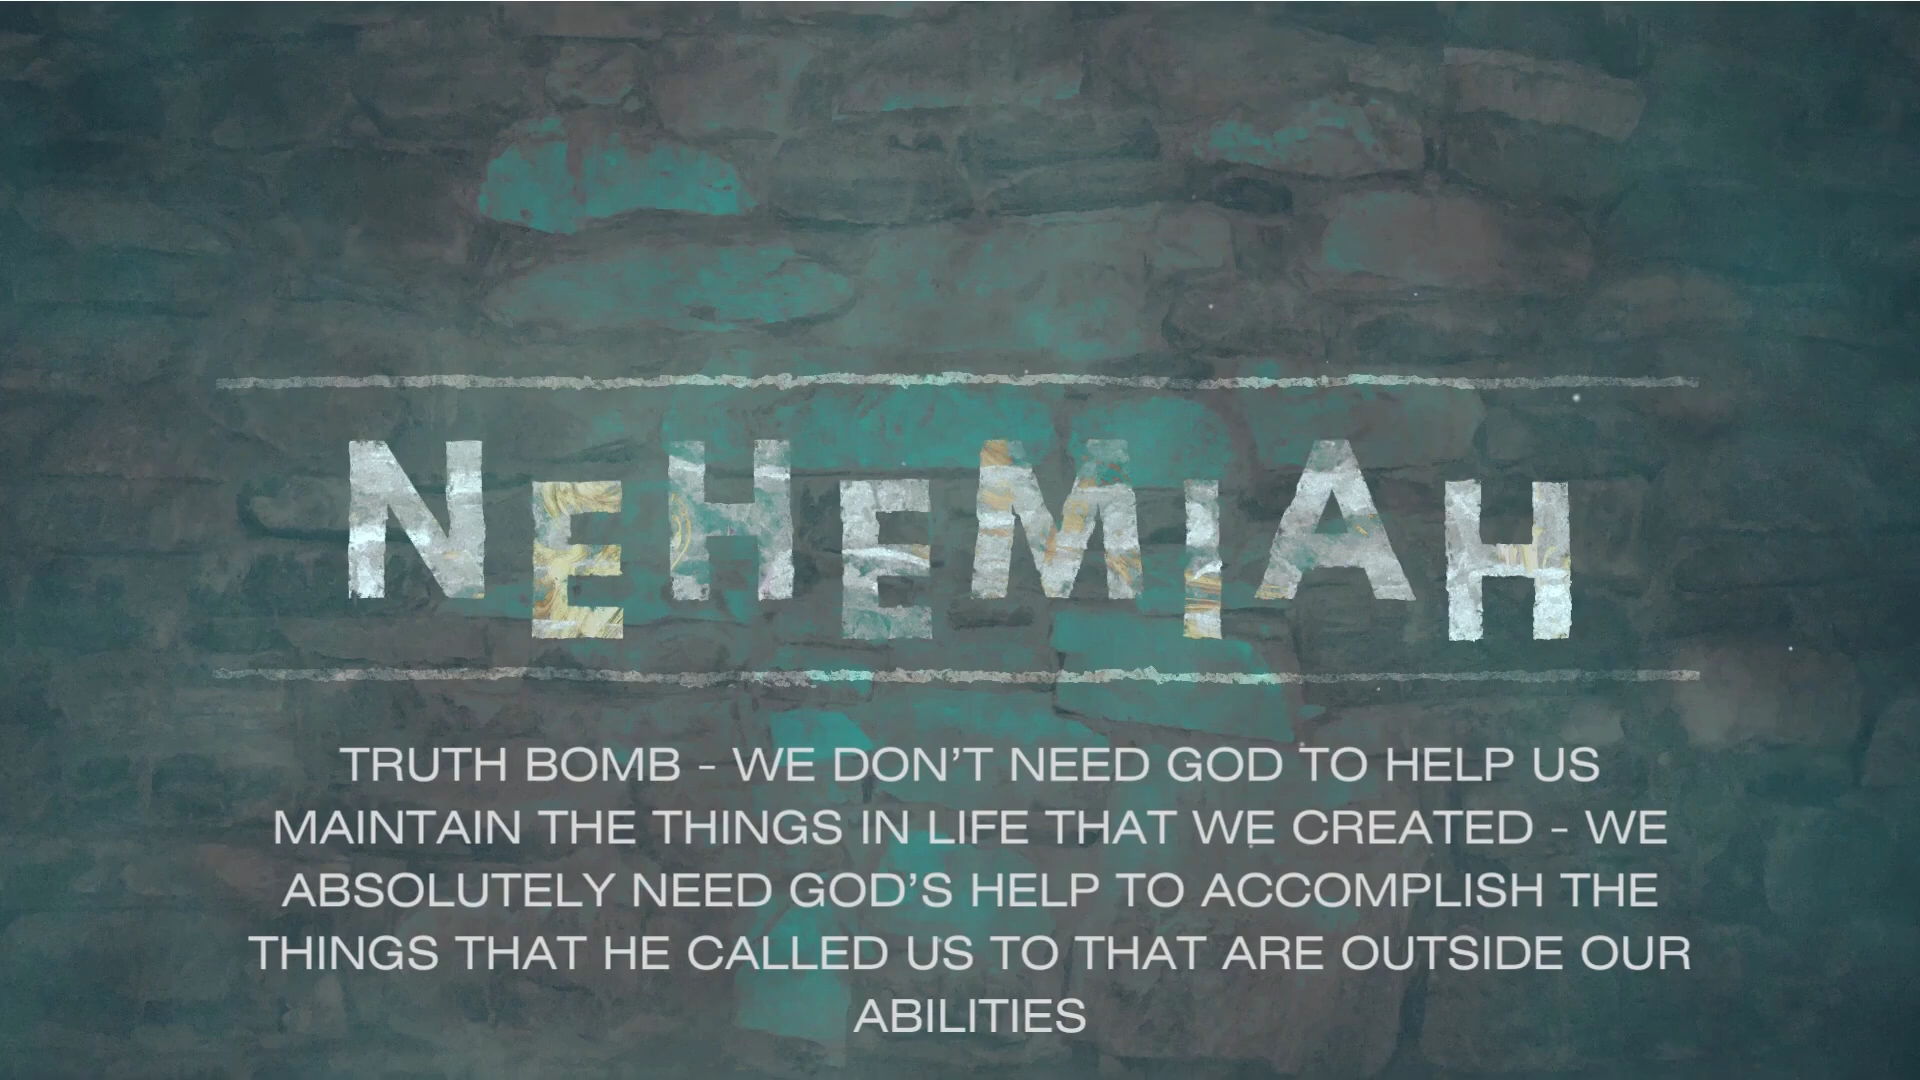 NEHEMIAH
TRUTH BOMB - WE DON’T NEED GOD TO HELP US
MAINTAIN THE THINGS IN LIFE THAT WE CREATED - WE
ABSOLUTELY NEED GOD’S HELP TO ACCOMPLISH THE
THINGS THAT HE CALLED US TO THAT ARE OUTSIDE OUR
ABILITIES